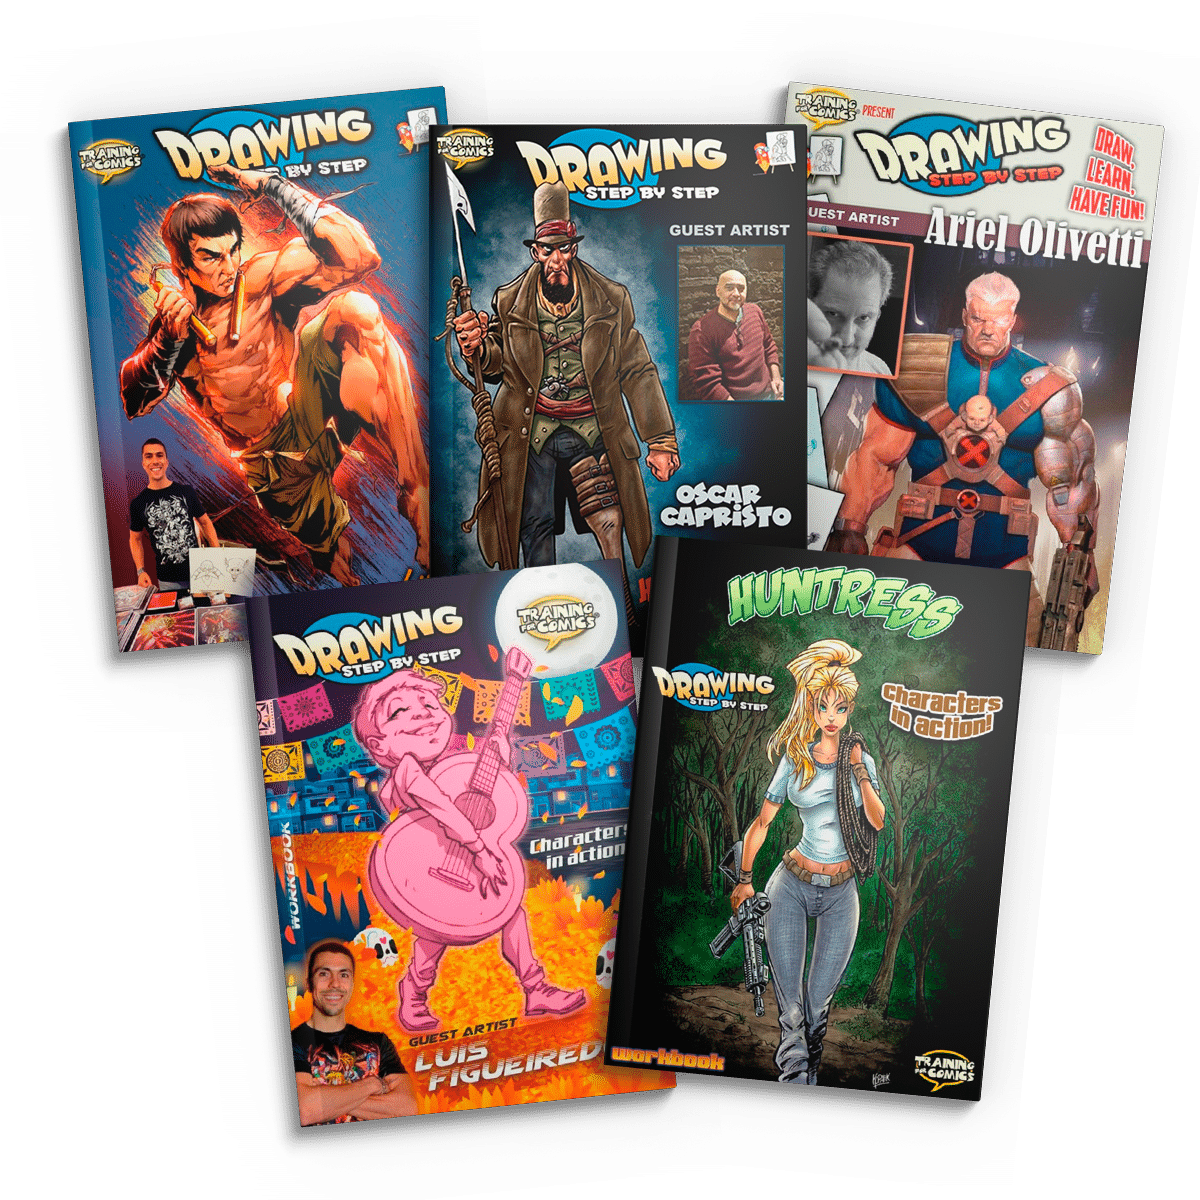 TRAINING
FOR COMICS
DRAWING
STEP BY STEP
TRAINING
FOR COMICS
DRAWING
STEP BY STEP
GUEST ARTIST
OSCAR
CAPRISTO
TRAINING
FOR COMICS®
PRESENT
DRAWING
STEP BY STEP
DRAW,
LEARN,
HAVE FUN!
GUEST ARTIST
Ariel Olivetti
DRAWING
STEP BY STEP
TRAINING
FOR COMICS®
Characters
in action
WORKBOOK
GUEST ARTIST
LUIS
FIGUEIRED
HUNTRESS
DRAWING
STEP BY STEP
Characters
in action!
workbook
TRAINING
FOR COMICS